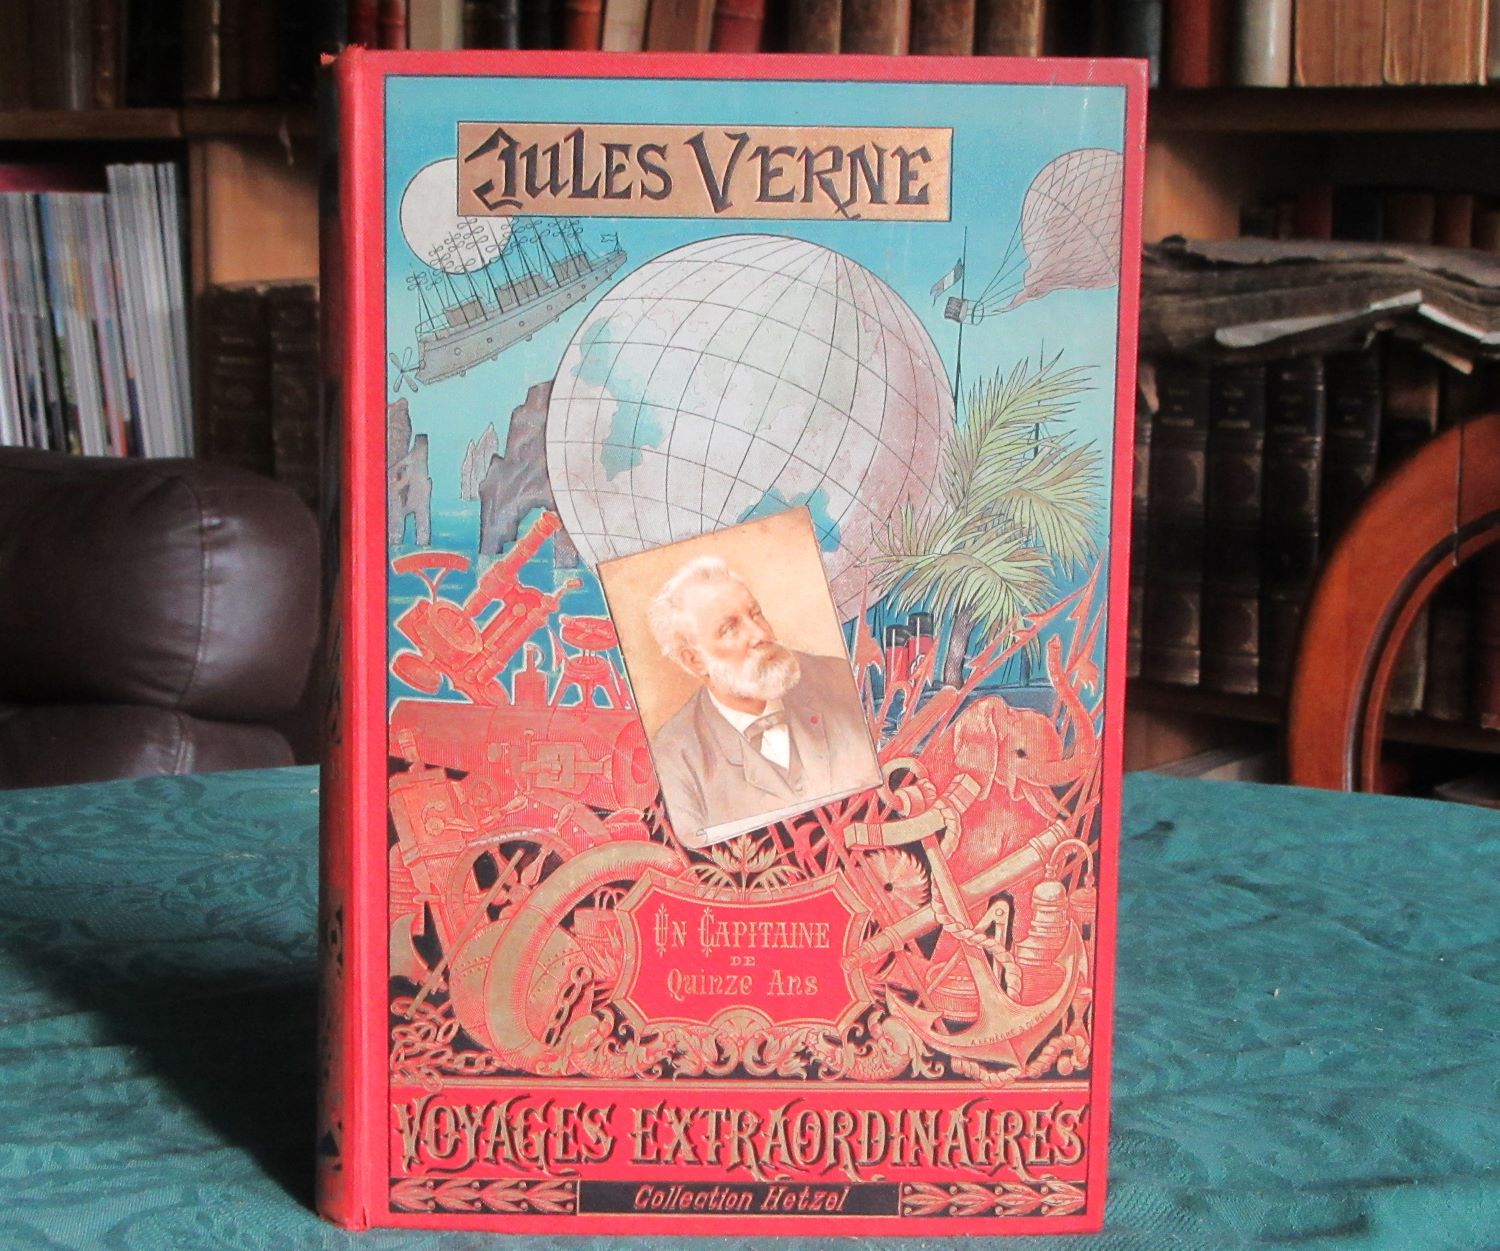 JULES VERNE
UN CAPITAINE
DE
Quinze Ans
VOYAGES EXTRAORDINAIRES
Collection Hetzel